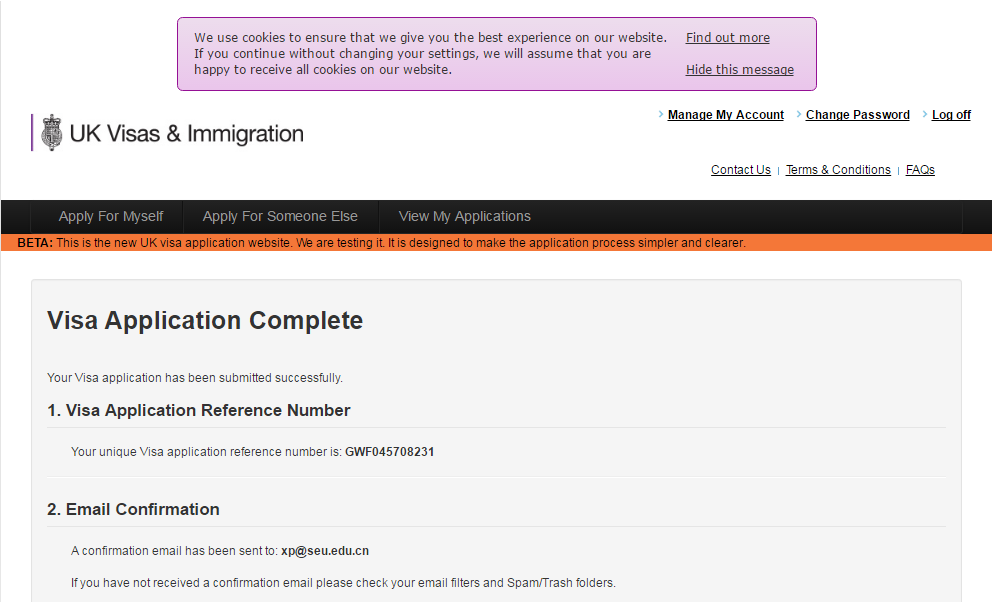 We use cookies to ensure that we give you the best experience on our website. Find out more
If you continue without changing your settings, we will assume that you are
happy to receive all cookies on our website. Hide this message
Manage My Account Change Password Log off
UK Visas & Immigration
Contact Us | Terms & Conditions | FAQs
Apply For Myself Apply For Someone Else View My Applications
BETA: This is the new UK visa application website. We are testing it. It is designed to make the application process simpler and clearer.
Visa Application Complete
Your Visa application has been submitted successfully.
1. Visa Application Reference Number
Your unique Visa application reference number is: GWF045708231
2. Email Confirmation
A confirmation email has been sent to: xp@seu.edu.cn
If you have not received a confirmation email please check your email filters and Spam/Trash folders.